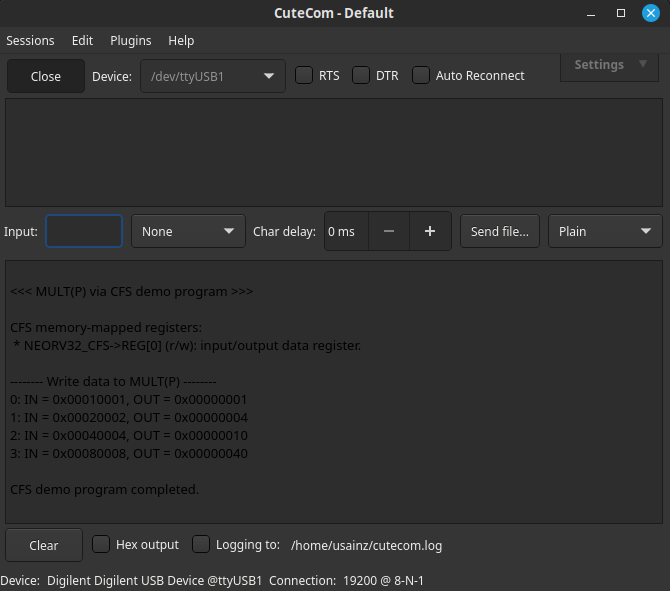 CuteCom - Default
Sessions Edit Plugins Help
Close Device: /dev/ttyUSB1 RTS DTR Auto Reconnect Settings
Input: None Char delay: 0 ms Send file... Plain
<<< MULT(P) via CFS demo program >>>
CFS memory-mapped registers:
* NEORV32_CFS->REG[0] (r/w): input/output data register.
-------- Write data to MULT(P) --------
0: IN = 0x00010001, OUT = 0x00000001
1: IN = 0x00020002, OUT = 0x00000004
2: IN = 0x00040004, OUT = 0x00000010
3: IN = 0x00080008, OUT = 0x00000040
CFS demo program completed.
Clear Hex output Logging to: /home/usainz/cutecom.log
Device: Digilent Digilent USB Device @ttyUSB1 Connection: 19200 @ 8-N-1